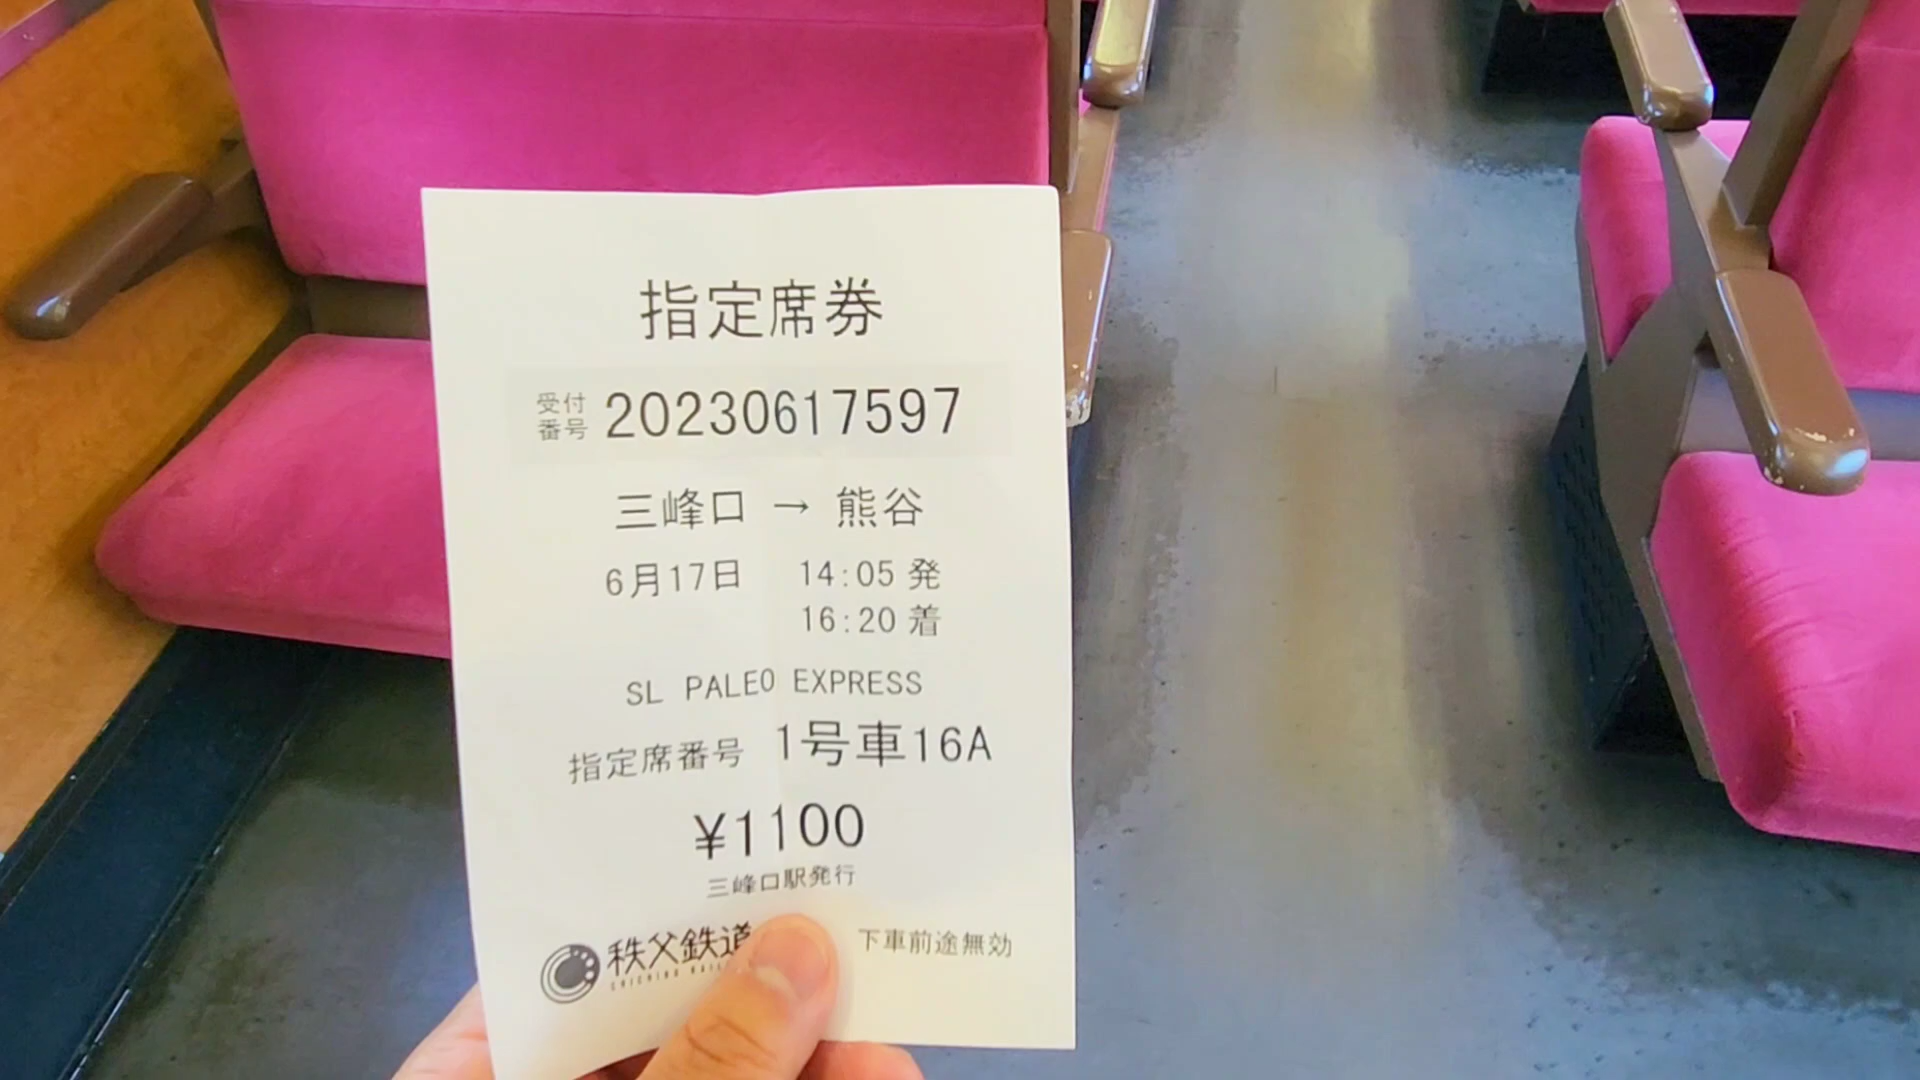 指定席券
受付番号 20230617597
三峰口 → 熊谷
6月17日 14:05 発
16:20 着
SL PALEO EXPRESS
指定席番号 1号車16A
¥1100
三峰口駅発行
秩父鉄道 下車前途無効
CHICHIBU